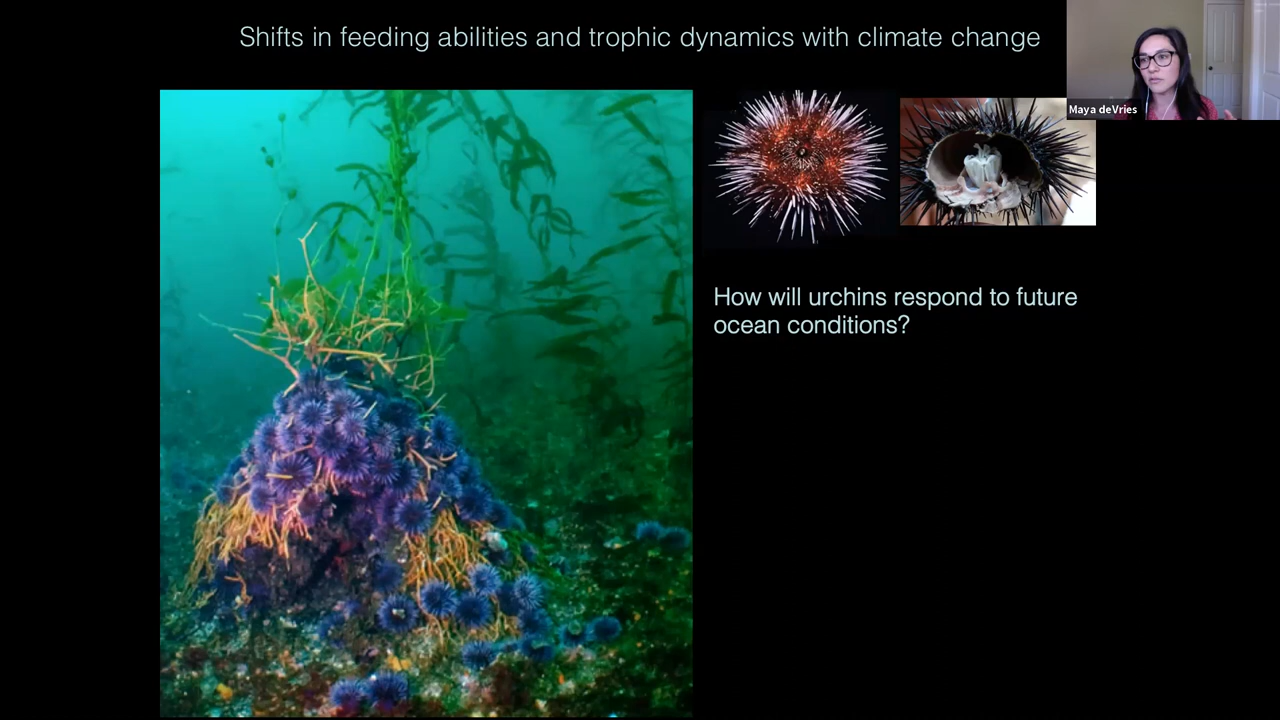 Shifts in feeding abilities and trophic dynamics with climate change
Maya deVries
How will urchins respond to future
ocean conditions?